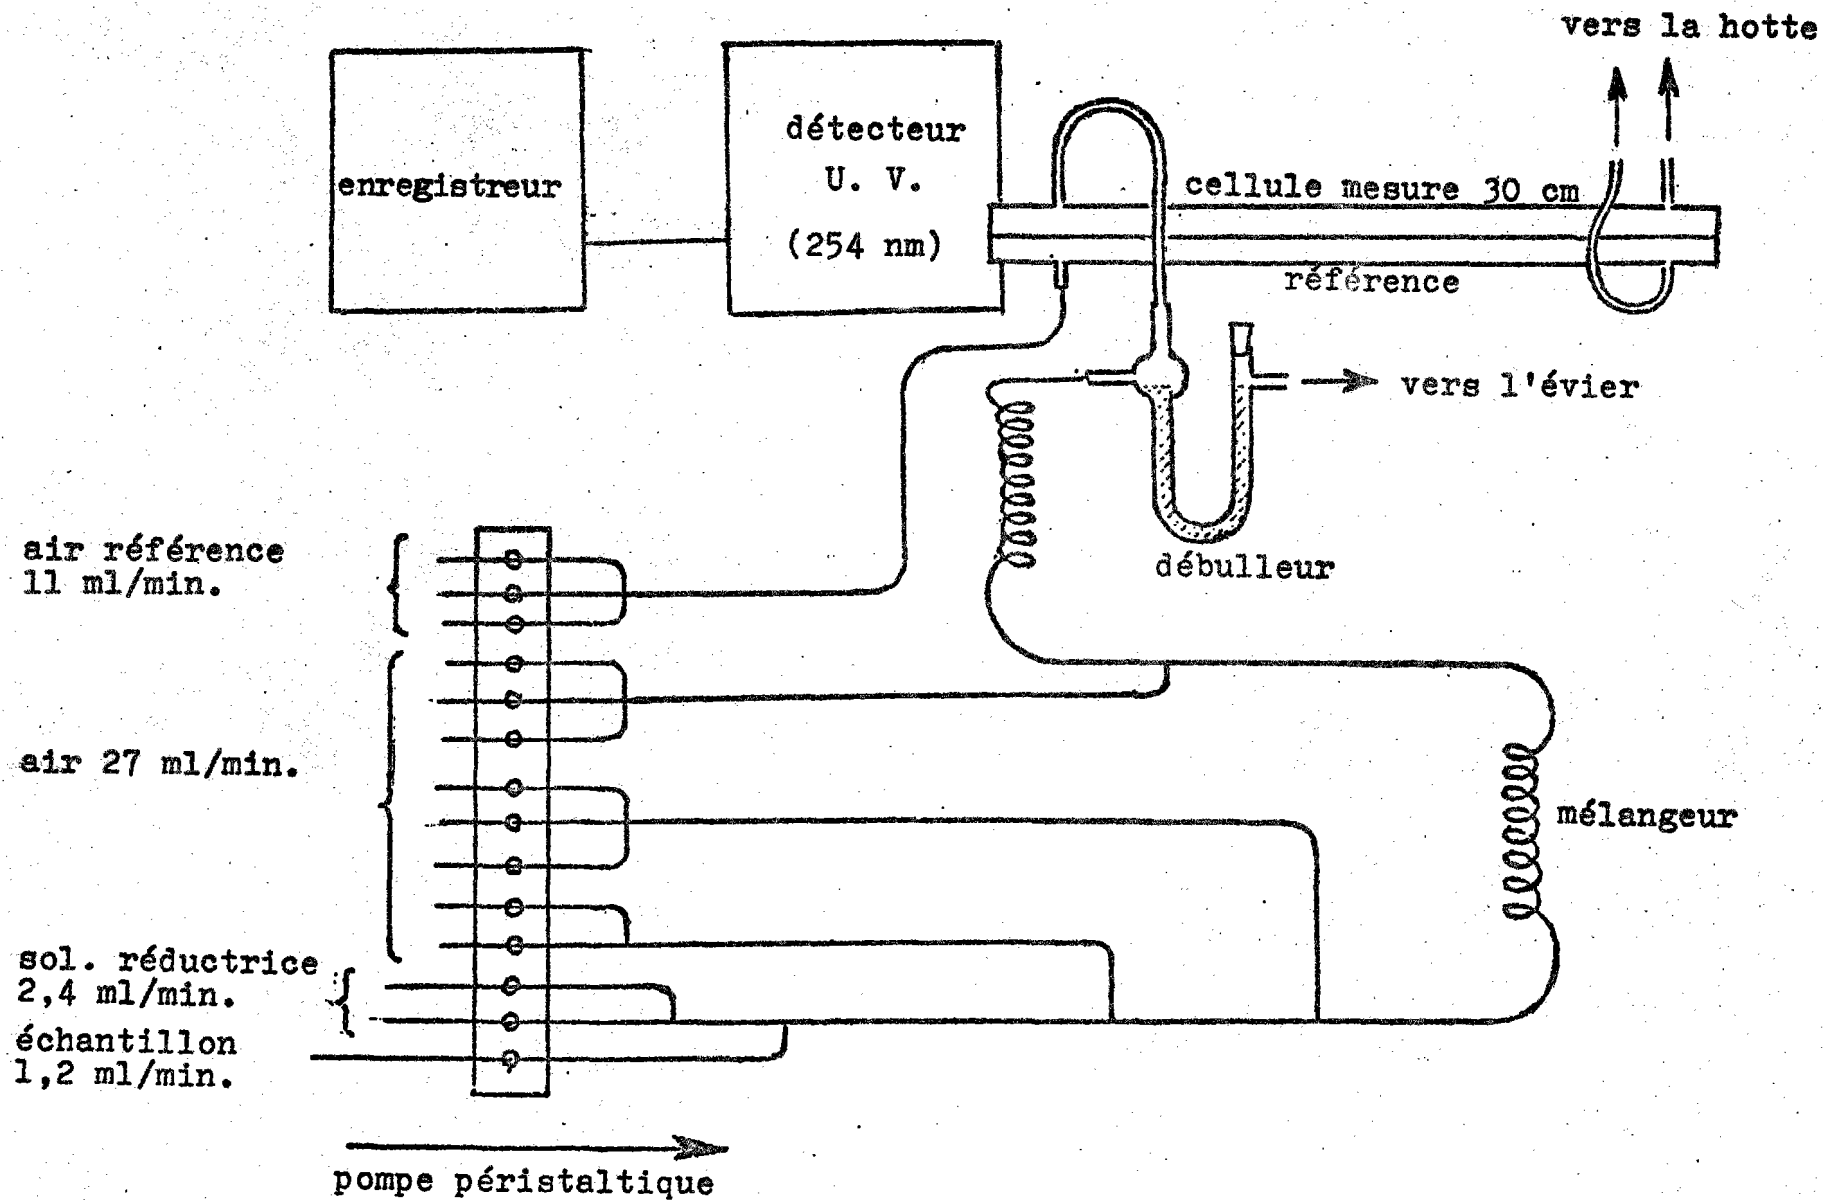 vers la hotte
enregistreur
détecteur
U. V.
(254 nm)
cellule mesure 30 cm
référence
vers l'évier
débulleur
air référence
11 ml/min.
air 27 ml/min.
mélangeur
sol. réductrice
2,4 ml/min.
échantillon
1,2 ml/min.
pompe péristaltique